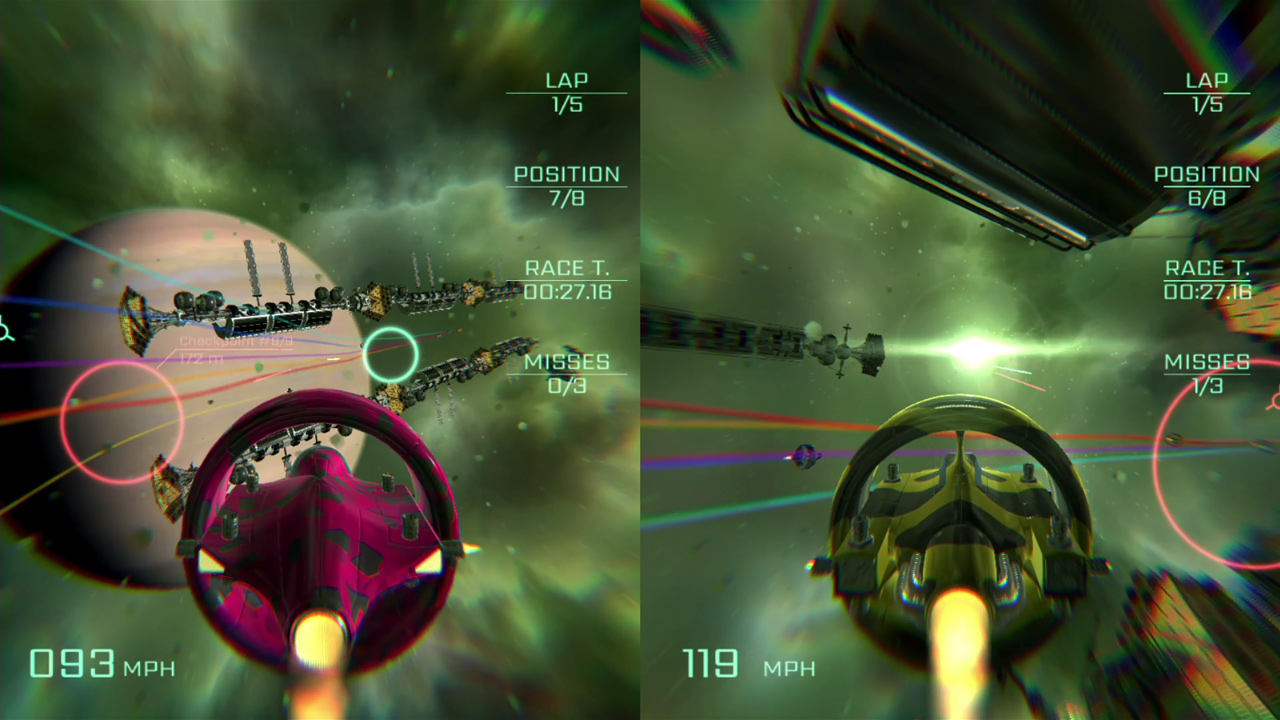 LAP
1/5
POSITION
7/8
RACE T.
00:27.16
MISSES
0/3
172 m
093 MPH
LAP
1/5
POSITION
6/8
RACE T.
00:27.16
MISSES
1/3
119 MPH